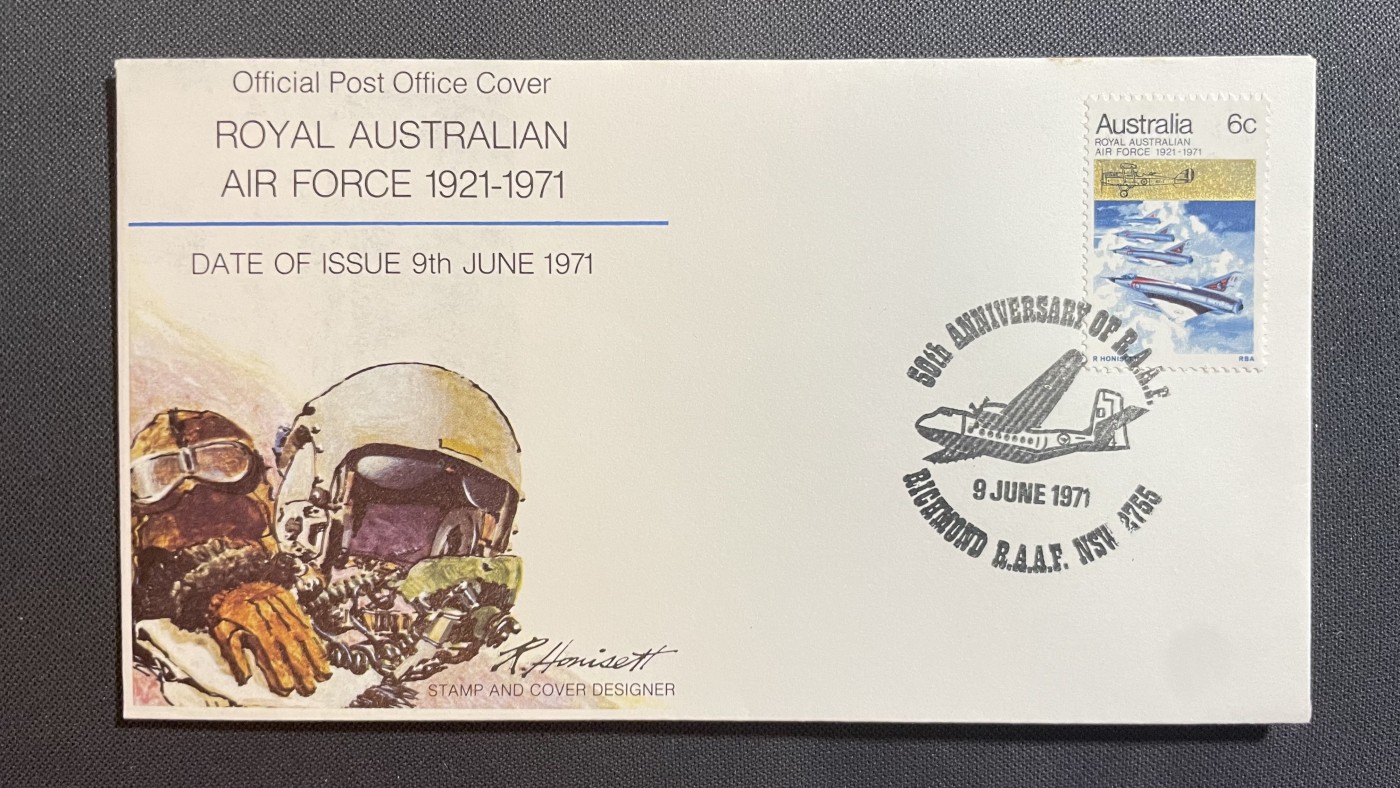 Official Post Office Cover
ROYAL AUSTRALIAN
AIR FORCE 1921-1971
DATE OF ISSUE 9th JUNE 1971
R. Honisett
STAMP AND COVER DESIGNER
Australia 6c
ROYAL AUSTRALIAN
AIR FORCE 1921-1971
R HONIS
RBA
50th ANNIVERSARY OF R.A.A.F.
9 JUNE 1971
RICHMOND R.A.A.F. NSW 2755